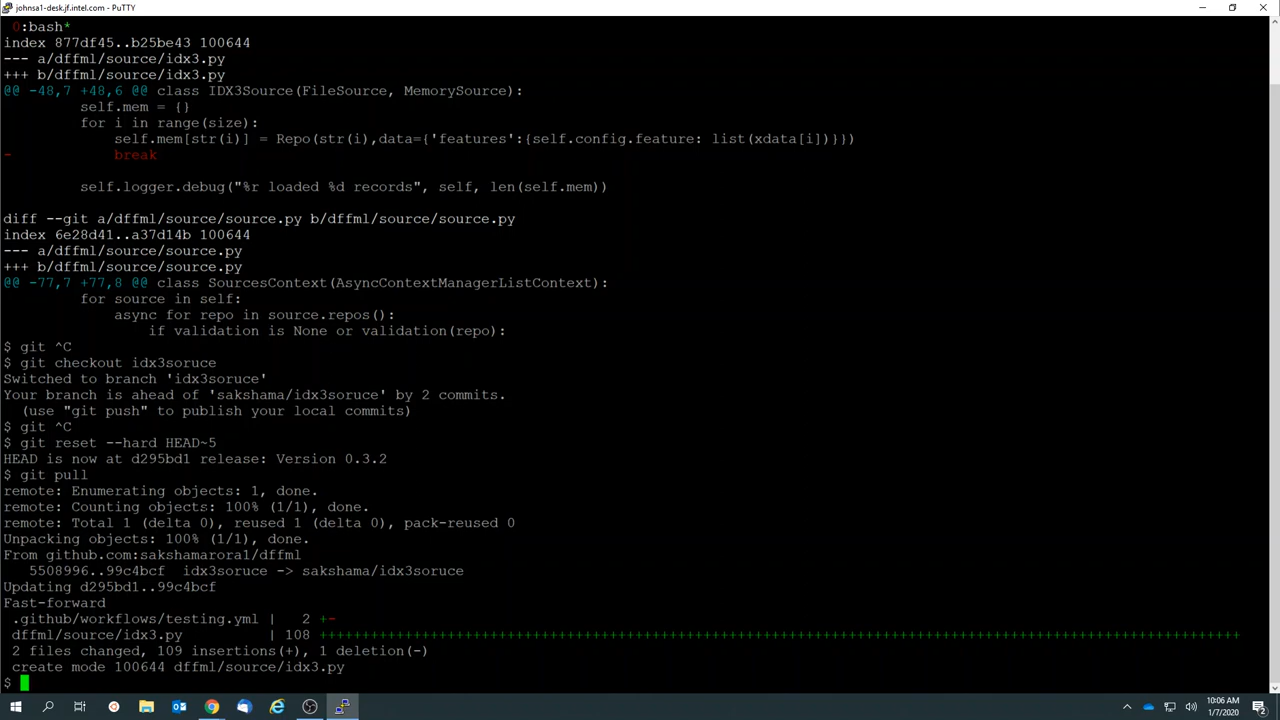 johnsa1-desk.jf.intel.com - PuTTY
0:bash*
index 877df45..b25be43 100644
--- a/dffml/source/idx3.py
+++ b/dffml/source/idx3.py
@@ -48,7 +48,6 @@ class IDX3Source(FileSource, MemorySource):
        self.mem = {}
        for i in range(size):
            self.mem[str(i)] = Repo(str(i),data={'features':{self.config.feature: list(xdata[i])}})
-            break
        self.logger.debug("%r loaded %d records", self, len(self.mem))
diff --git a/dffml/source/source.py b/dffml/source/source.py
index 6e28d41..a37d14b 100644
--- a/dffml/source/source.py
+++ b/dffml/source/source.py
@@ -77,7 +77,8 @@ class SourcesContext(AsyncContextManagerListContext):
        for source in self:
            async for repo in source.repos():
                if validation is None or validation(repo):
$ git ^C
$ git checkout idx3soruce
Switched to branch 'idx3soruce'
Your branch is ahead of 'sakshama/idx3soruce' by 2 commits.
  (use "git push" to publish your local commits)
$ git ^C
$ git reset --hard HEAD~5
HEAD is now at d295bd1 release: Version 0.3.2
$ git pull
remote: Enumerating objects: 1, done.
remote: Counting objects: 100% (1/1), done.
remote: Total 1 (delta 0), reused 1 (delta 0), pack-reused 0
Unpacking objects: 100% (1/1), done.
From github.com:sakshamarora1/dffml
   5508996..99c4bcf  idx3soruce -> sakshama/idx3soruce
Updating d295bd1..99c4bcf
Fast-forward
 .github/workflows/testing.yml |   2 +-
 dffml/source/idx3.py          | 108 ++++++++++++++++++++++++++++++++++++++++++++++++++++++++++++++++++++++++++++++++++++++++++++++++++++++++++++
 2 files changed, 109 insertions(+), 1 deletion(-)
 create mode 100644 dffml/source/idx3.py
$
10:06 AM
1/7/2020
2